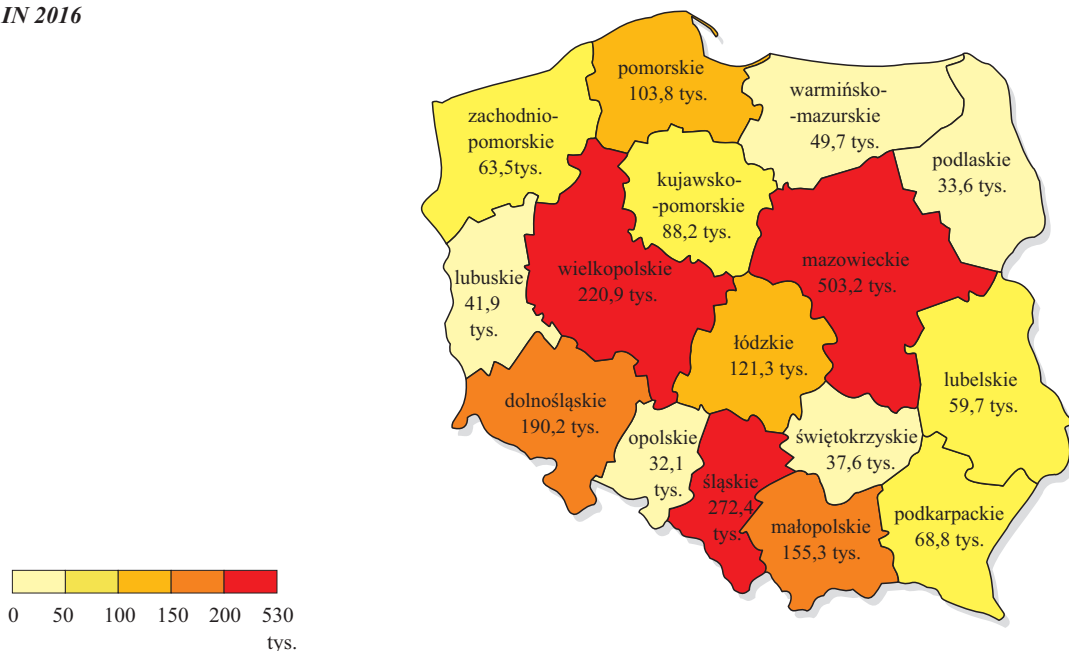 IN 2016
pomorskie
103,8 tys.
warmińsko-
-mazurskie
49,7 tys.
zachodnio-
pomorskie
63,5tys.
podlaskie
33,6 tys.
kujawsko-
-pomorskie
88,2 tys.
mazowieckie
503,2 tys.
wielkopolskie
220,9 tys.
lubuskie
41,9
tys.
łódzkie
121,3 tys.
lubelskie
59,7 tys.
dolnośląskie
190,2 tys.
opolskie
32,1
tys.
świętokrzyskie
37,6 tys.
śląskie
272,4
tys.
małopolskie
155,3 tys.
podkarpackie
68,8 tys.
0 50 100 150 200 530
tys.